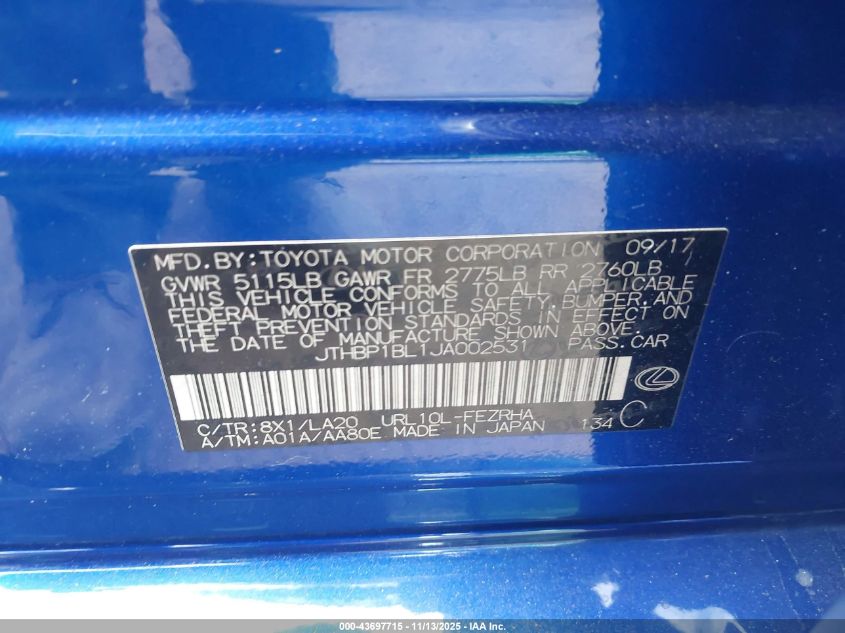 MFD. BY: TOYOTA MOTOR CORPORATION 09/17
GVWR 5115LB GAWR FR 2775LB RR 2760LB
THIS VEHICLE CONFORMS TO ALL APPLICABLE
FEDERAL MOTOR VEHICLE SAFETY, BUMPER, AND
THEFT PREVENTION STANDARDS IN EFFECT ON
THE DATE OF MANUFACTURE SHOWN ABOVE.
JTHBP1BL1JA002531 PASS. CAR
C/TR: 8X1/LA20 URL10L-FEZRHA
A/TM: A01A/AA80E MADE IN JAPAN 134 C
000-43697715 - 11/13/2025 - IAA Inc.